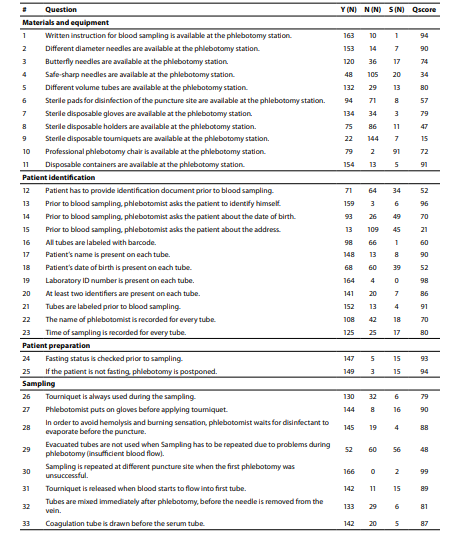 # Question Y (N) N (N) S (N) Qscore
Materials and equipment
1 Written instruction for blood sampling is available at the phlebotomy station. 163 10 1 94
2 Different diameter needles are available at the phlebotomy station. 153 14 7 90
3 Butterfly needles are available at the phlebotomy station. 120 36 17 74
4 Safe-sharp needles are available at the phlebotomy station. 48 105 20 34
5 Different volume tubes are available at the phlebotomy station. 132 29 13 80
6 Sterile pads for disinfection of the puncture site are available at the phlebotomy station. 94 71 8 57
7 Sterile disposable gloves are available at the phlebotomy station. 134 34 3 79
8 Sterile disposable holders are available at the phlebotomy station. 75 86 11 47
9 Sterile disposable tourniquets are available at the phlebotomy station. 22 144 7 15
10 Professional phlebotomy chair is available at the phlebotomy station. 79 2 91 72
11 Disposable containers are available at the phlebotomy station. 154 13 5 91
Patient identification
12 Patient has to provide identification document prior to blood sampling. 71 64 34 52
13 Prior to blood sampling, phlebotomist asks the patient to identify himself. 159 3 6 96
14 Prior to blood sampling, phlebotomist asks the patient about the date of birth. 93 26 49 70
15 Prior to blood sampling, phlebotomist asks the patient about the address. 13 109 45 21
16 All tubes are labeled with barcode. 98 66 1 60
17 Patient's name is present on each tube. 148 13 8 90
18 Patient's date of birth is present on each tube. 68 60 39 52
19 Laboratory ID number is present on each tube. 164 4 0 98
20 At least two identifiers are present on each tube. 141 20 7 86
21 Tubes are labeled prior to blood sampling. 152 13 4 91
22 The name of phlebotomist is recorded for every tube. 108 42 18 70
23 Time of sampling is recorded for every tube. 125 25 17 80
Patient preparation
24 Fasting status is checked prior to sampling. 147 5 15 93
25 If the patient is not fasting, phlebotomy is postponed. 149 3 15 94
Sampling
26 Tourniquet is always used during the sampling. 130 32 6 79
27 Phlebotomist puts on gloves before applying tourniquet. 144 8 16 90
28 In order to avoid hemolysis and burning sensation, phlebotomist waits for disinfectant to
evaporate before the puncture. 145 19 4 88
29 Evacuated tubes are not used when Sampling has to be repeated due to problems during
phlebotomy (insufficient blood flow). 52 60 56 48
30 Sampling is repeated at different puncture site when the first phlebotomy was
unsuccessful. 166 0 2 99
31 Tourniquet is released when blood starts to flow into first tube. 142 11 15 89
32 Tubes are mixed immediately after phlebotomy, before the needle is removed from the
vein. 133 29 6 81
33 Coagulation tube is drawn before the serum tube. 142 20 5 87